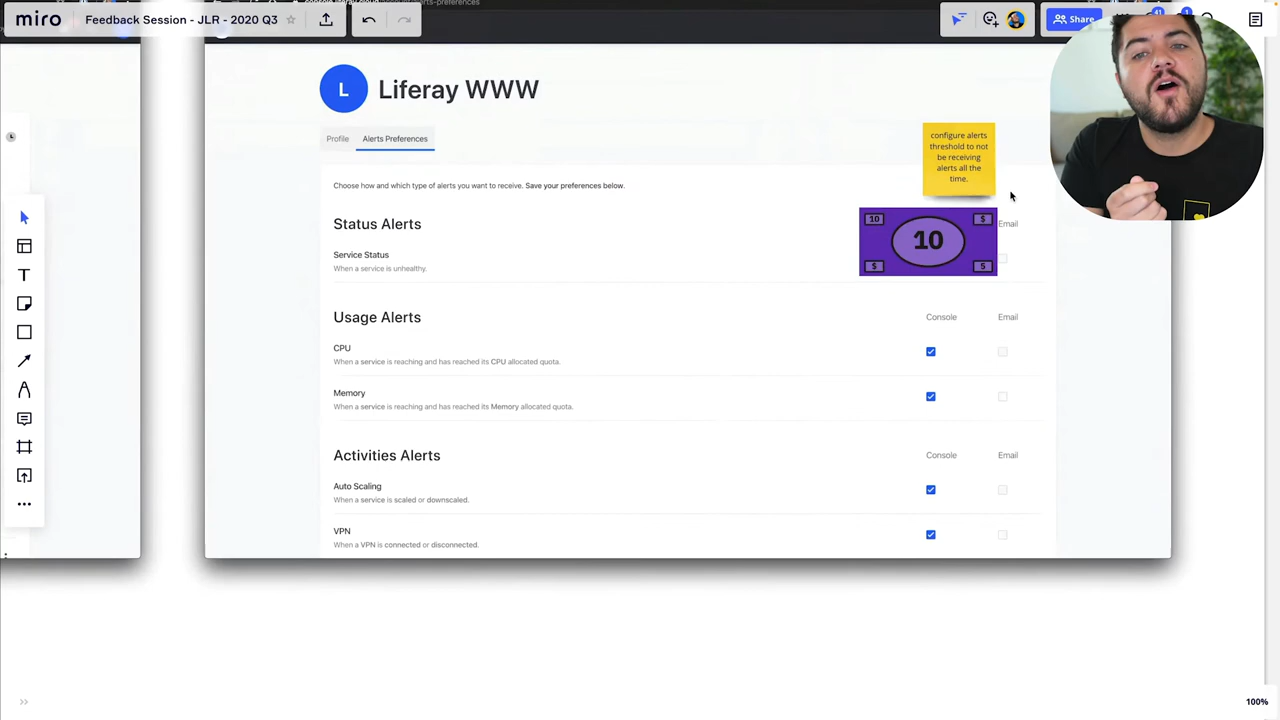 alerts-preferences
miro
Feedback Session - JLR - 2020 Q3
Share
L
Liferay WWW
Profile
Alerts Preferences
configure alerts
threshold to not
be receiving
alerts all the
time.
Choose how and which type of alerts you want to receive. Save your preferences below.
Status Alerts
Email
10
$
10
$
5
Service Status
When a service is unhealthy.
Usage Alerts
Console
Email
CPU
When a service is reaching and has reached its CPU allocated quota.
Memory
When a service is reaching and has reached its Memory allocated quota.
Activities Alerts
Console
Email
Auto Scaling
When a service is scaled or downscaled.
VPN
When a VPN is connected or disconnected.
100%